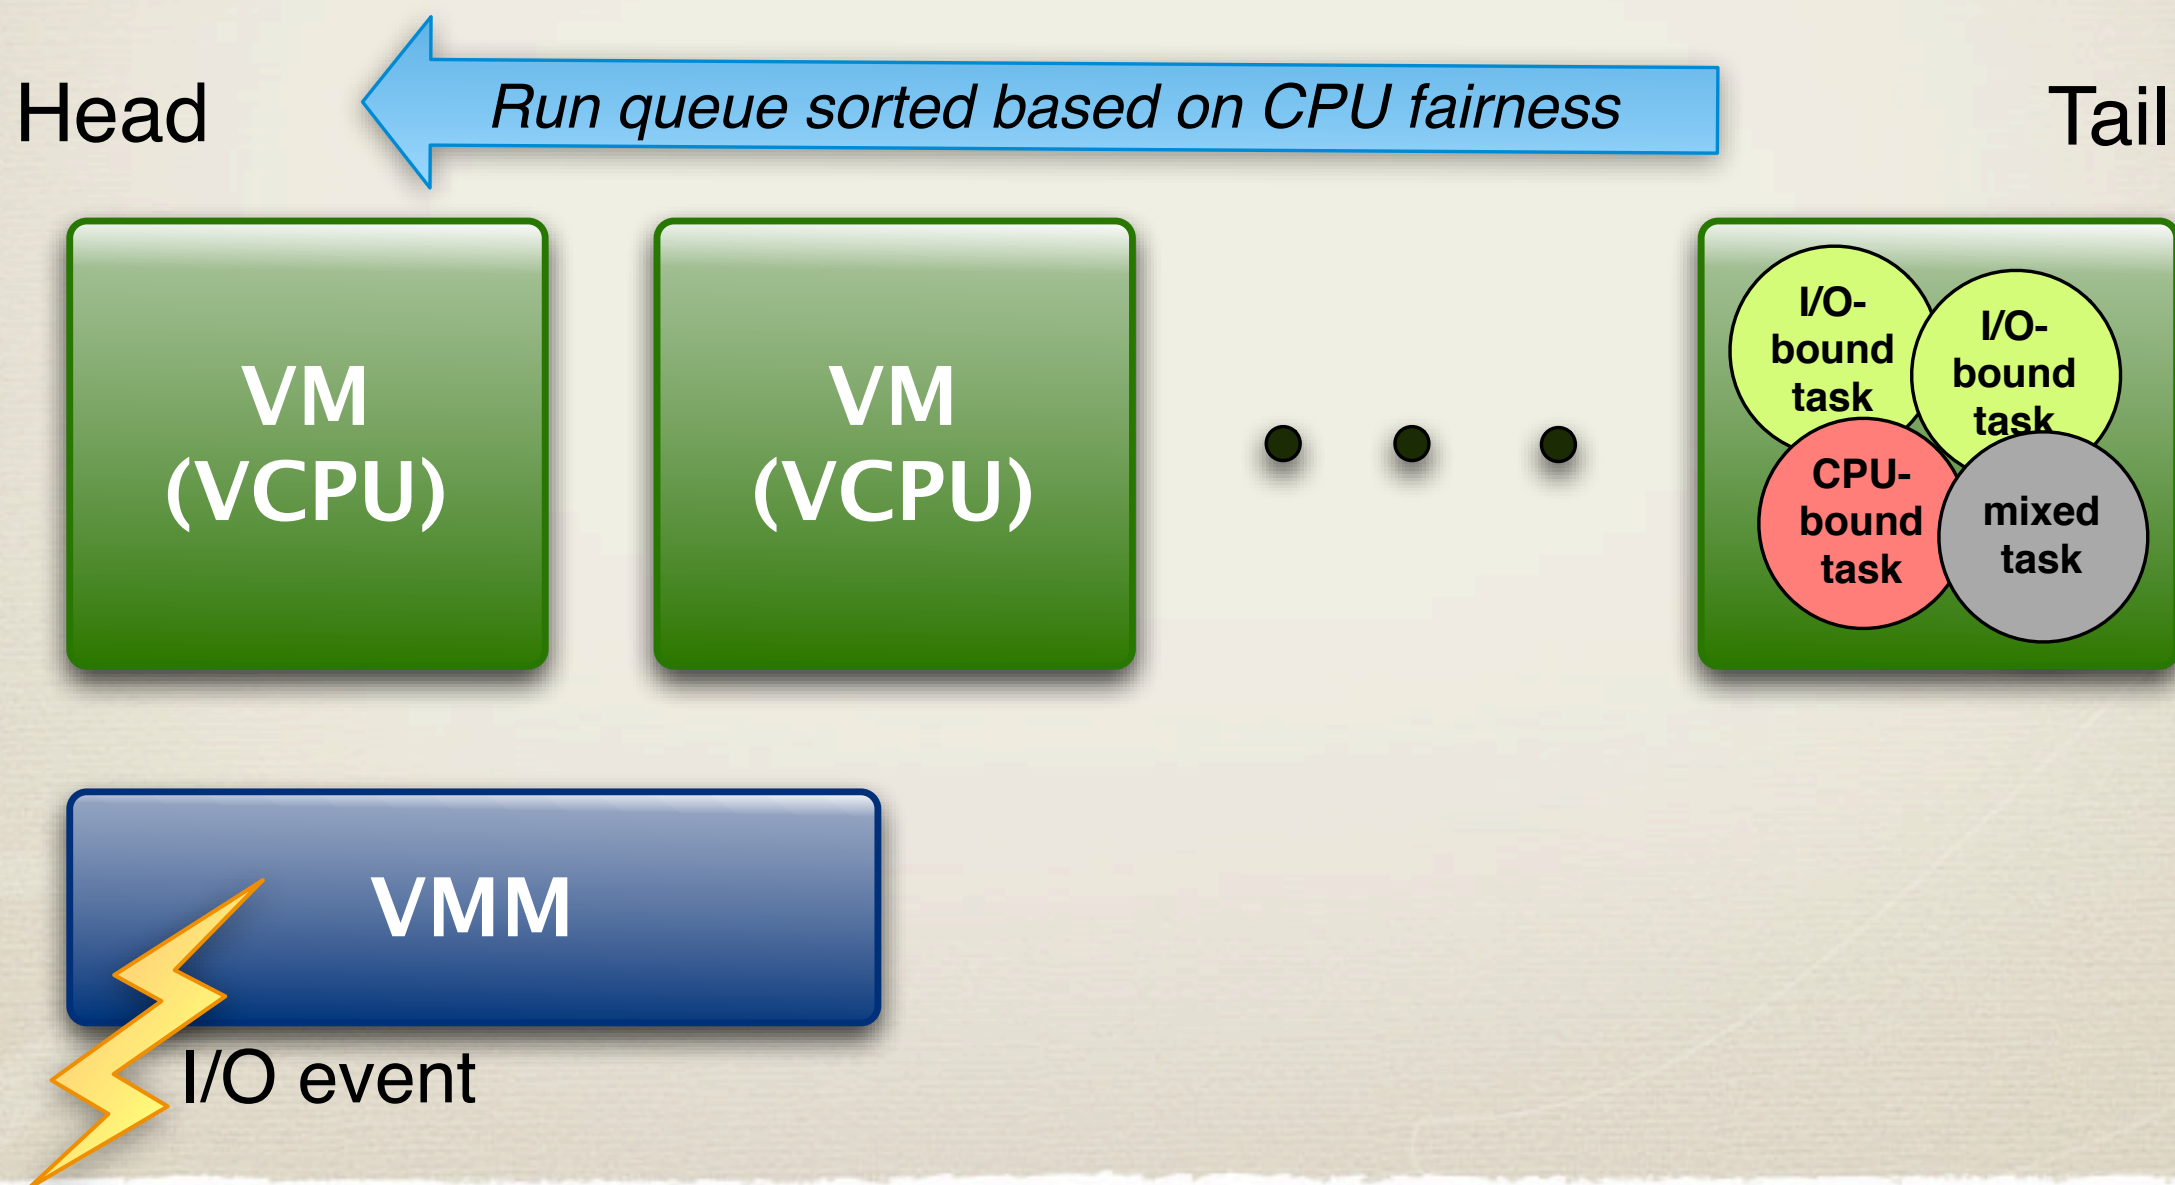 Head
Run queue sorted based on CPU fairness
Tail
VM
(VCPU)
VM
(VCPU)
I/O-
bound
task
I/O-
bound
task
CPU-
bound
task
mixed
task
VMM
I/O event